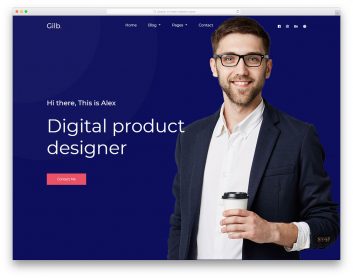 Gilb.
Home Blog Pages Contact
Hi there, This is Alex
Digital product
designer
Contact Me